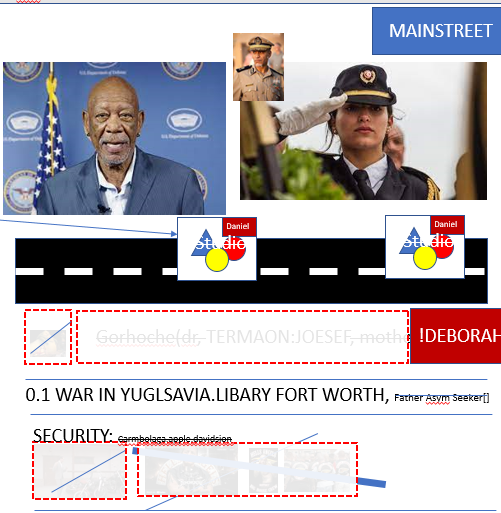 MAINSTREET
Daniel
Studio
Daniel
Studio
Gorhoche(dr, TERMAON:JOESEF, moth
!DEBORAH
0.1 WAR IN YUGLSAVIA.LIBARY FORT WORTH, Father Asym Seeker[]
SECURITY: Carmbolaga.apple.davidsion